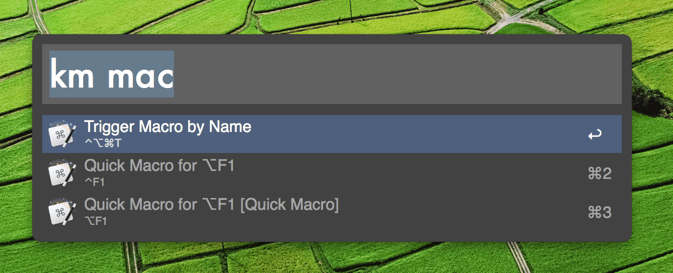 km mac
Trigger Macro by Name
^⌥⌘T
Quick Macro for ⌥F1
⌘2
^F1
Quick Macro for ⌥F1 [Quick Macro]
⌘3
⌥F1